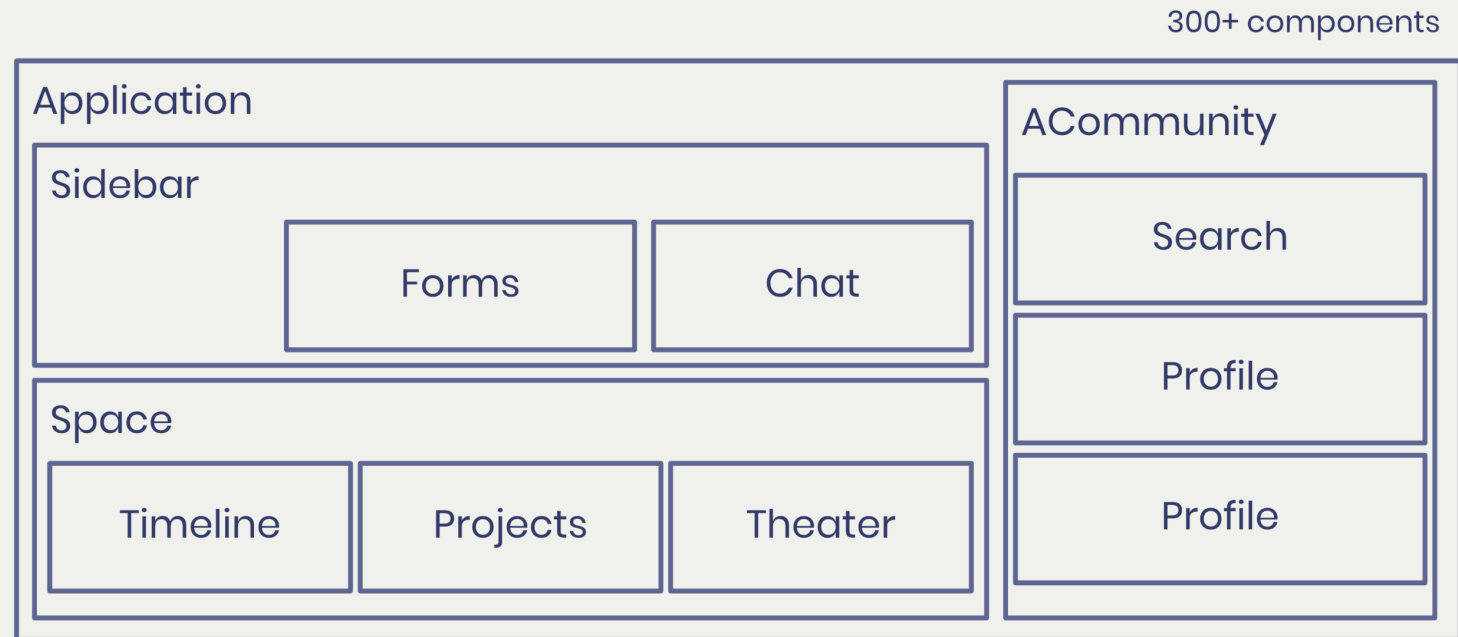 300+ components
Application
Sidebar
Forms
Chat
Space
Timeline
Projects
Theater
ACommunity
Search
Profile
Profile